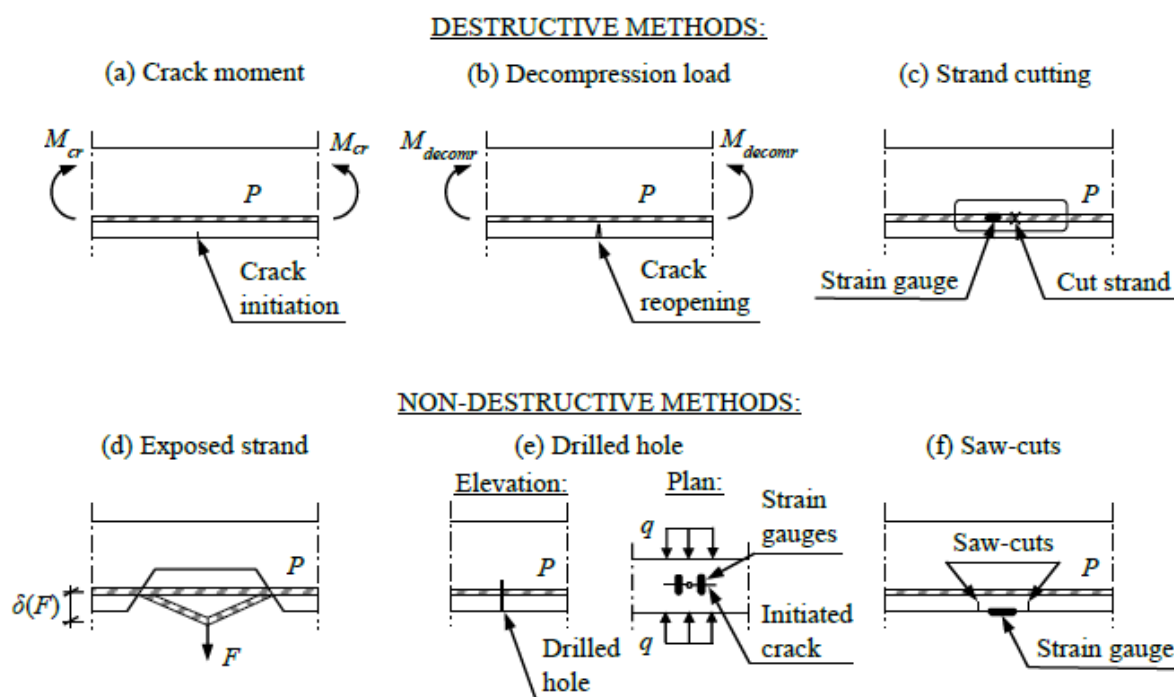 DESTRUCTIVE METHODS:
(a) Crack moment
(b) Decompression load
(c) Strand cutting
M_cr
M_cr
P
Crack
initiation
M_decomr
M_decomr
P
Crack
reopening
P
Strain gauge
Cut strand
NON-DESTRUCTIVE METHODS:
(d) Exposed strand
(e) Drilled hole
(f) Saw-cuts
P
δ(F)
F
Elevation:
P
Drilled
hole
Plan:
q
q
Strain
gauges
Initiated
crack
Saw-cuts
P
Strain gauge